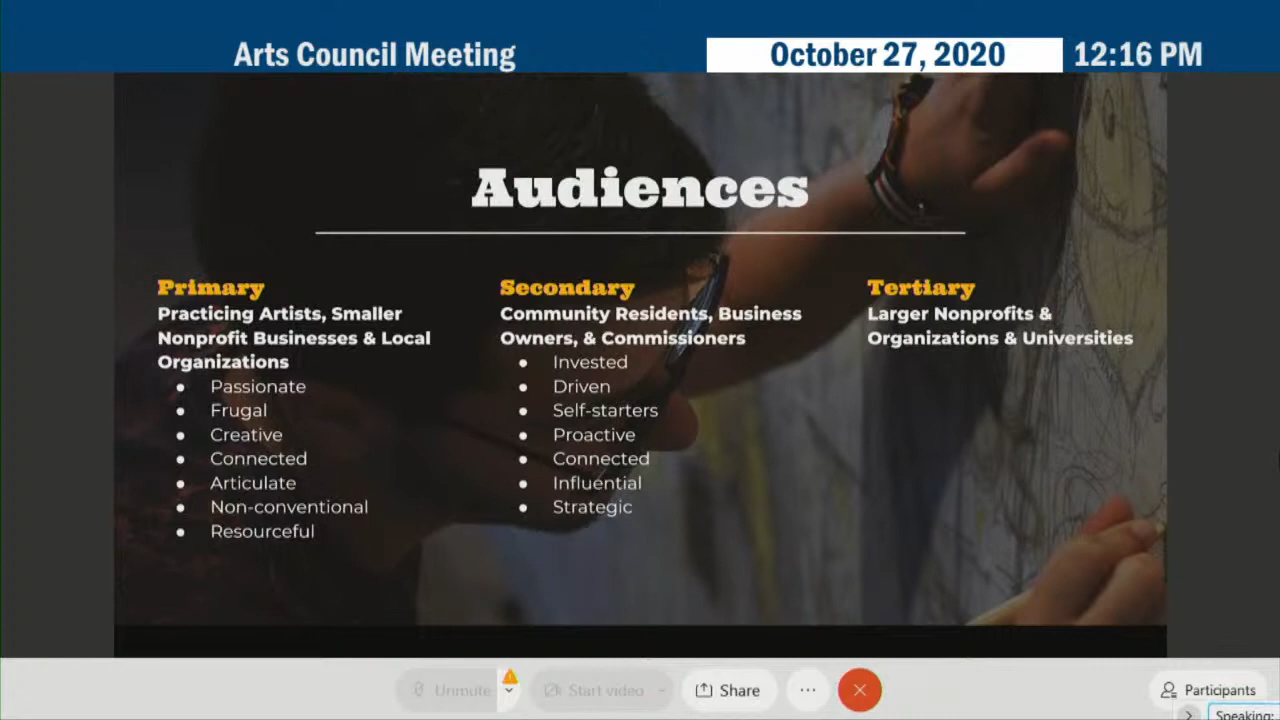 Arts Council Meeting
October 27, 2020
12:16 PM
Audiences
Primary
Practicing Artists, Smaller
Nonprofit Businesses & Local
Organizations
● Passionate
● Frugal
● Creative
● Connected
● Articulate
● Non-conventional
● Resourceful
Secondary
Community Residents, Business
Owners, & Commissioners
● Invested
● Driven
● Self-starters
● Proactive
● Connected
● Influential
● Strategic
Tertiary
Larger Nonprofits &
Organizations & Universities
Unmute
Start video
Share
Participants
Speaking: